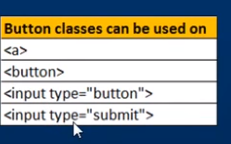 Button classes can be used on
<a>
<button>
<input type="button">
<input type="submit">